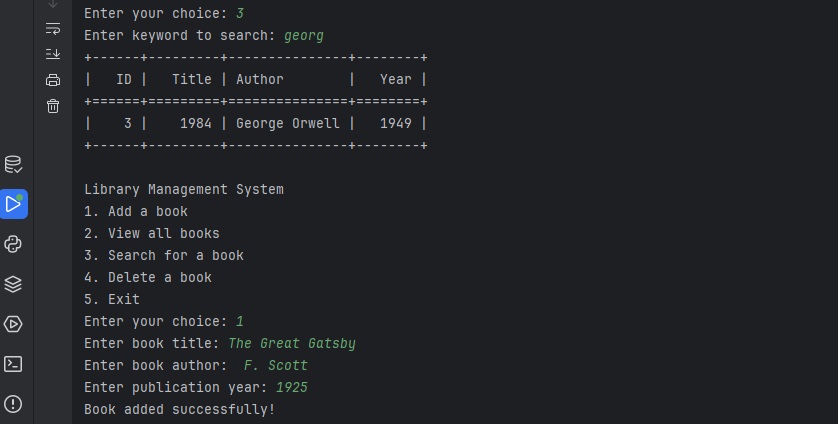 Enter your choice: 3
Enter keyword to search: georg
+------+---------+---------------+--------+
|   ID |   Title | Author        |   Year |
+======+=========+===============+========+
|    3 |    1984 | George Orwell |   1949 |
+------+---------+---------------+--------+
Library Management System
1. Add a book
2. View all books
3. Search for a book
4. Delete a book
5. Exit
Enter your choice: 1
Enter book title: The Great Gatsby
Enter book author:  F. Scott
Enter publication year: 1925
Book added successfully!